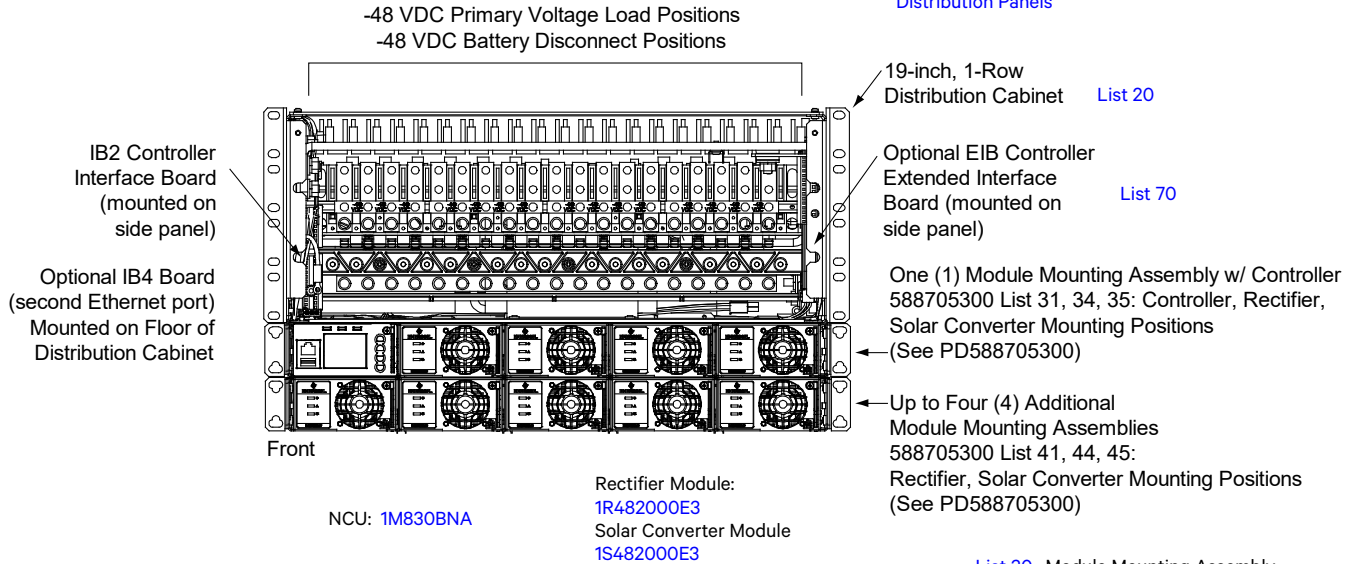 Distribution Panels
-48 VDC Primary Voltage Load Positions
-48 VDC Battery Disconnect Positions
19-inch, 1-Row
Distribution Cabinet List 20
IB2 Controller
Interface Board
(mounted on
side panel)
Optional EIB Controller
Extended Interface
Board (mounted on
side panel)
List 70
Optional IB4 Board
(second Ethernet port)
Mounted on Floor of
Distribution Cabinet
One (1) Module Mounting Assembly w/ Controller
588705300 List 31, 34, 35: Controller, Rectifier,
Solar Converter Mounting Positions
(See PD588705300)
Up to Four (4) Additional
Module Mounting Assemblies
588705300 List 41, 44, 45:
Rectifier, Solar Converter Mounting Positions
(See PD588705300)
Front
NCU: 1M830BNA
Rectifier Module:
1R482000E3
Solar Converter Module
1S482000E3
Module Mounting Assembly